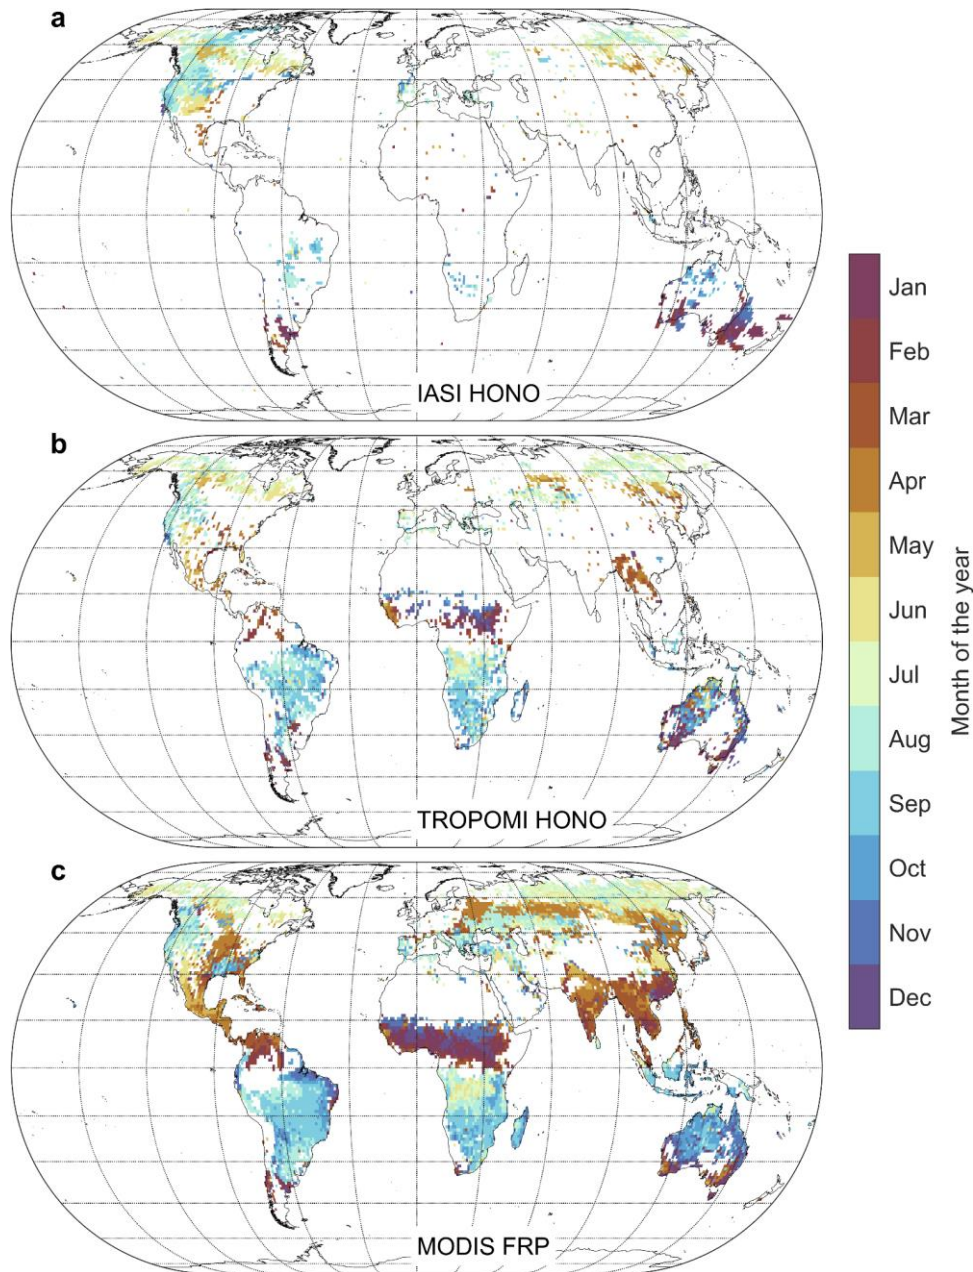 a
IASI HONO
b
TROPOMI HONO
c
MODIS FRP
Jan
Feb
Mar
Apr
May
Jun
Jul
Aug
Sep
Oct
Nov
Dec
Month of the year